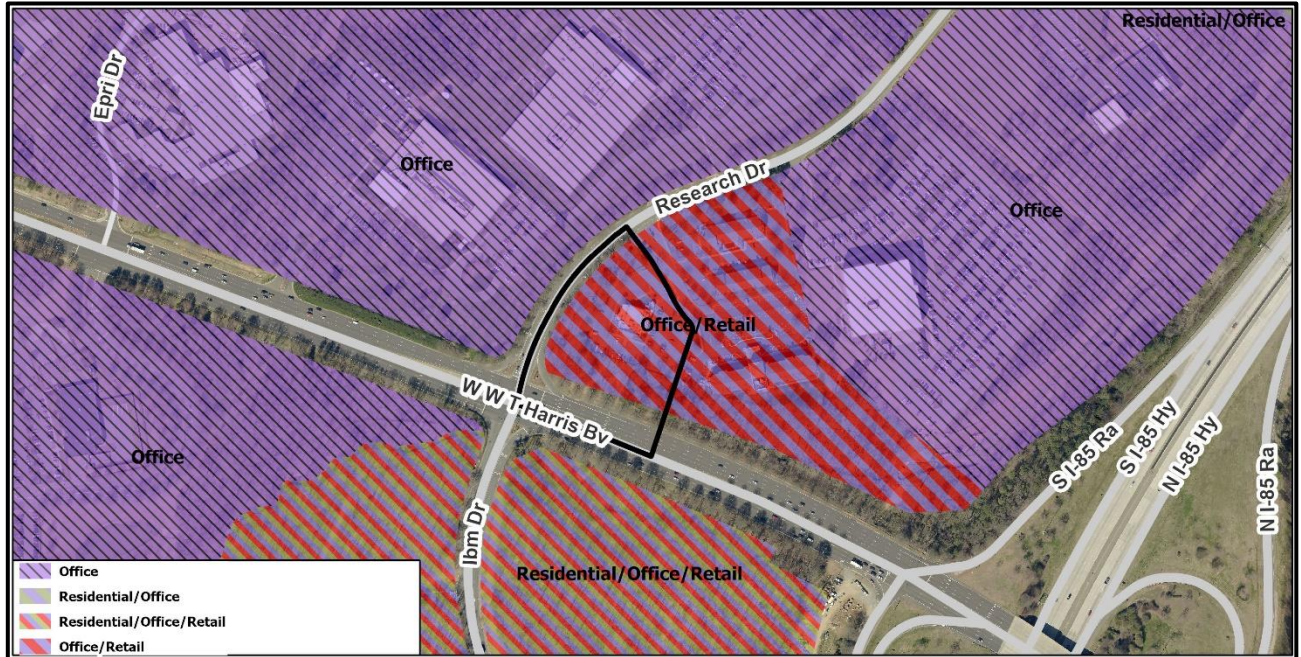 Residential/Office
Epri Dr
Office
Research Dr
Office
Office/Retail
W W T Harris Bv
Office
S I-85 Ra
S I-85 Hy
N I-85 Hy
N I-85 Ra
Ibm Dr
Residential/Office/Retail
Office
Residential/Office
Residential/Office/Retail
Office/Retail